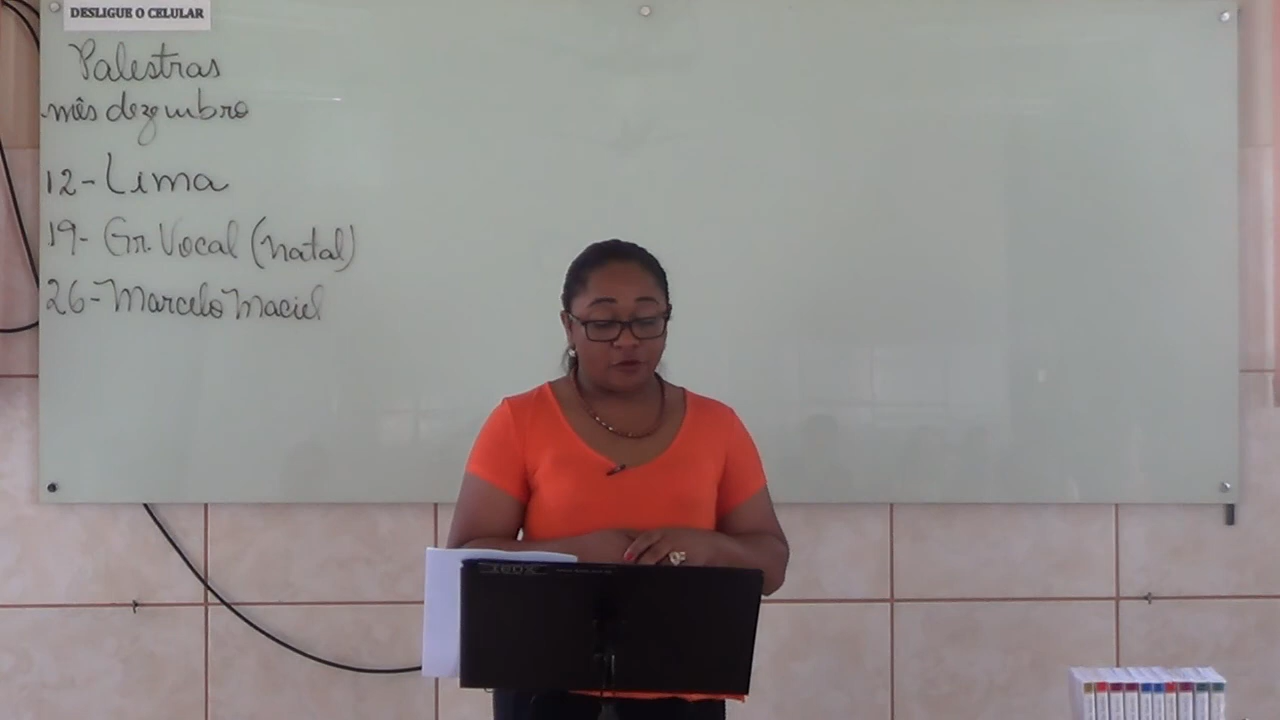 DESLIGUE O CELULAR
Palestras
mês dezembro
12-Lima
19- Gr. Vocal (natal)
26-Marcelo Maciel